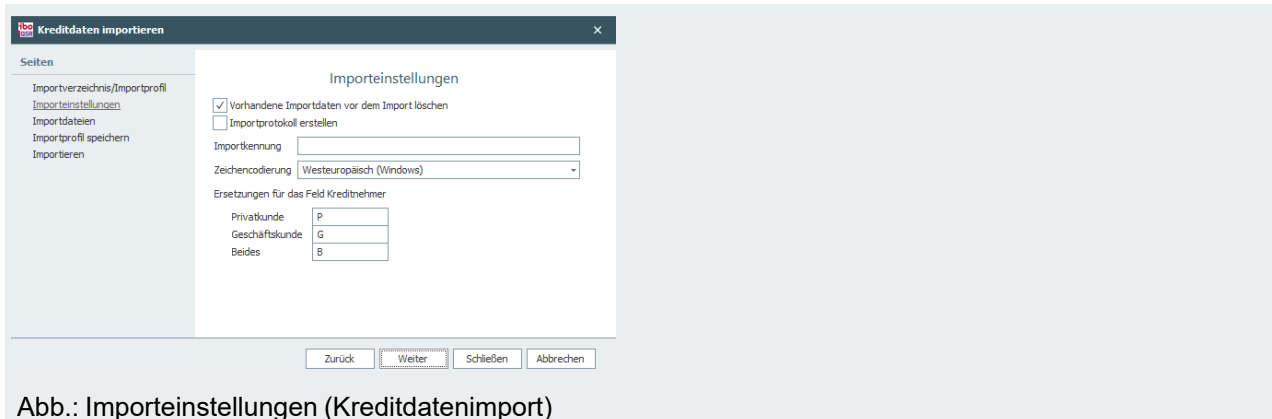 ibo
QSR
Kreditdaten importieren
Seiten
Importverzeichnis/Importprofil
Importeinstellungen
Importdateien
Importprofil speichern
Importieren
Importeinstellungen
Vorhandene Importdaten vor dem Import löschen
Importprotokoll erstellen
Importkennung
Zeichencodierung Westeuropäisch (Windows)
Ersetzungen für das Feld Kreditnehmer
Privatkunde P
Geschäftskunde G
Beides B
Zurück Weiter Schließen Abbrechen
Abb.: Importeinstellungen (Kreditdatenimport)